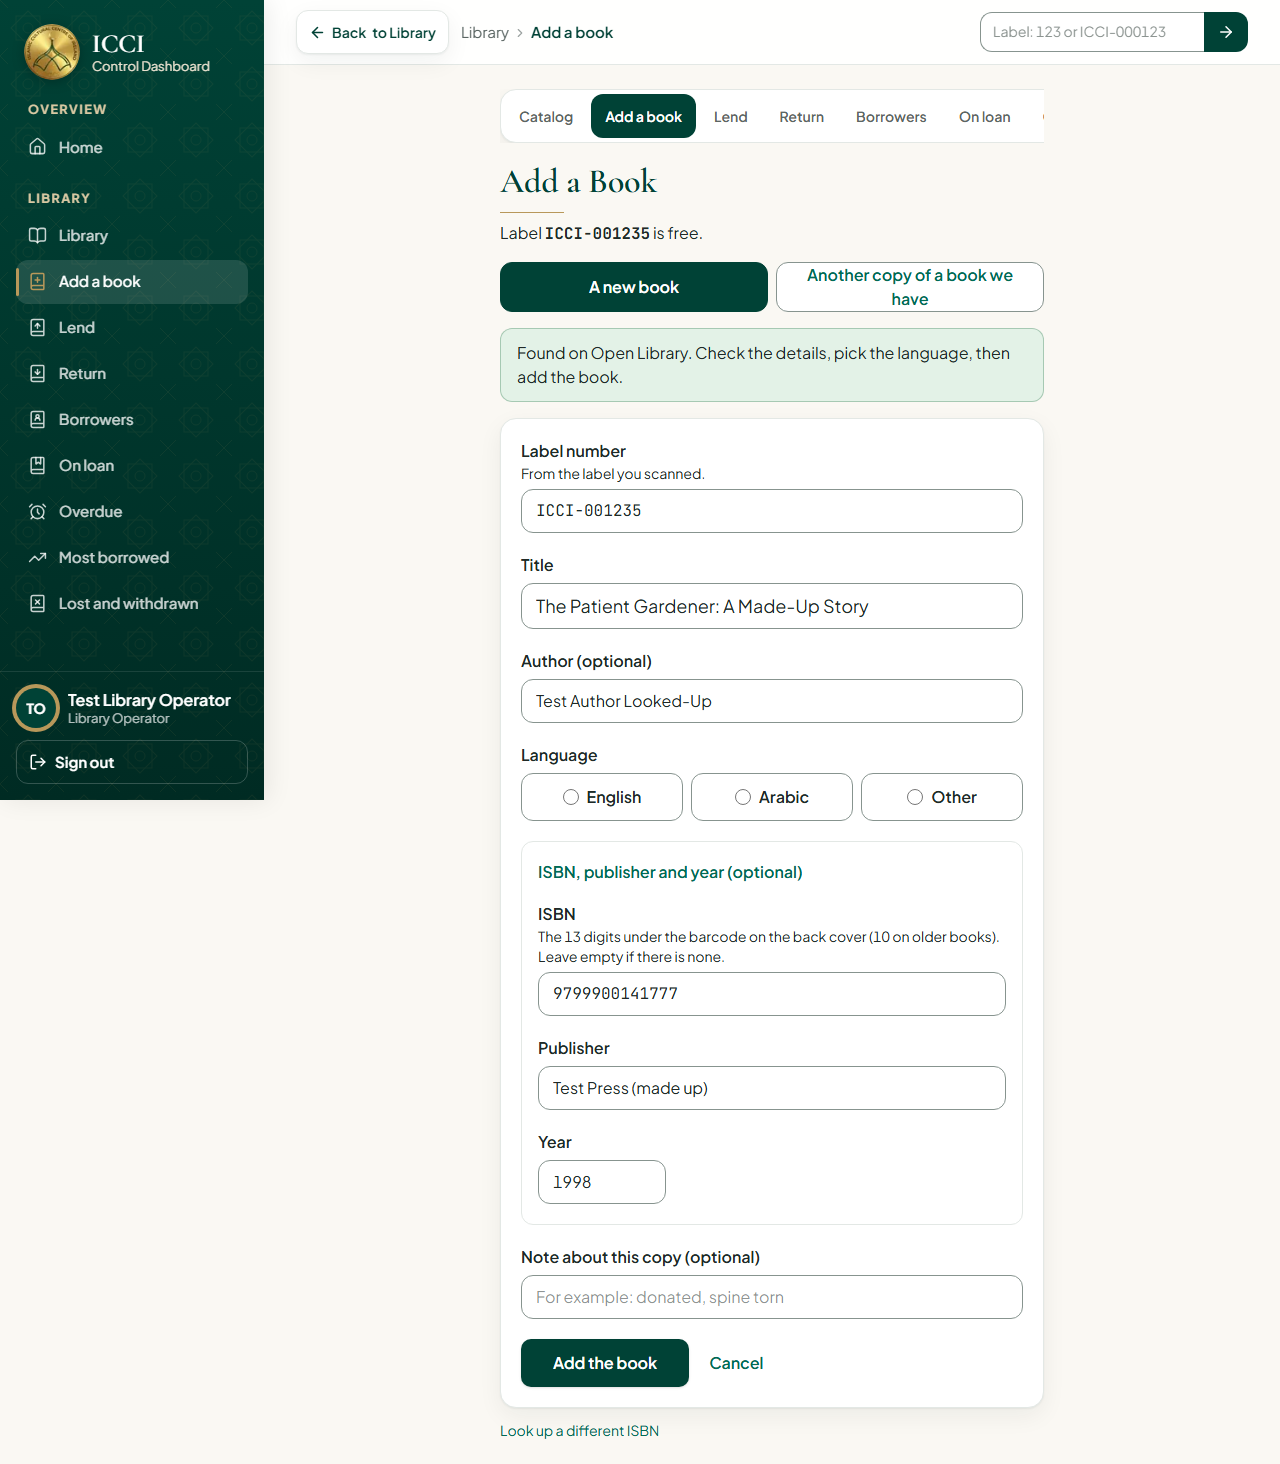 ICCI
Control Dashboard
OVERVIEW
Home
LIBRARY
Library
Add a book
Lend
Return
Borrowers
On loan
Overdue
Most borrowed
Lost and withdrawn
TO
Test Library Operator
Library Operator
Sign out
Back to Library
Library > Add a book
Label: 123 or ICCI-000123
Catalog Add a book Lend Return Borrowers On loan
Add a Book
Label ICCI-001235 is free.
A new book
Another copy of a book we
have
Found on Open Library. Check the details, pick the language, then
add the book.
Label number
From the label you scanned.
ICCI-001235
Title
The Patient Gardener: A Made-Up Story
Author (optional)
Test Author Looked-Up
Language
English
Arabic
Other
ISBN, publisher and year (optional)
ISBN
The 13 digits under the barcode on the back cover (10 on older books).
Leave empty if there is none.
9799900141777
Publisher
Test Press (made up)
Year
1998
Note about this copy (optional)
For example: donated, spine torn
Add the book
Cancel
Look up a different ISBN